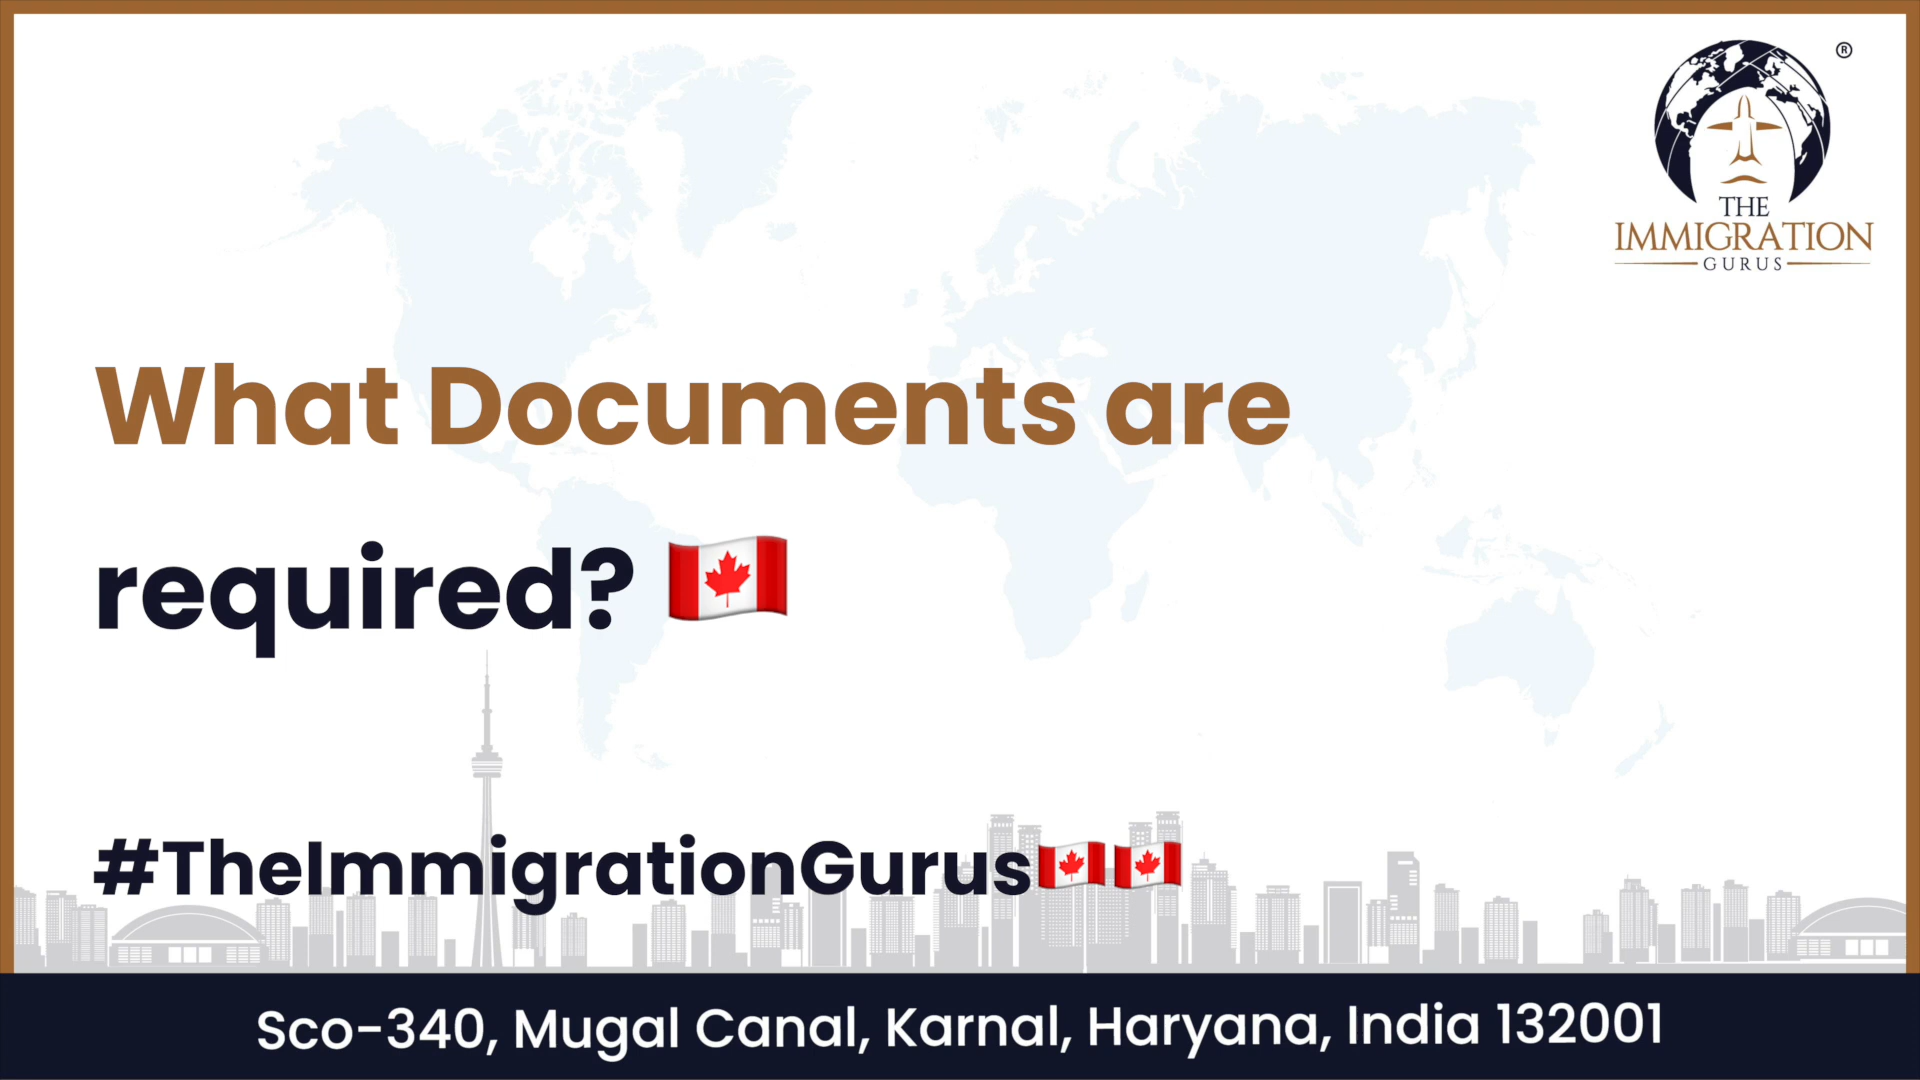 ®
THE
IMMIGRATION
GURUS
What Documents are
required? 🇨🇦
#TheImmigrationGurus🇨🇦🇨🇦
Sco-340, Mugal Canal, Karnal, Haryana, India 132001